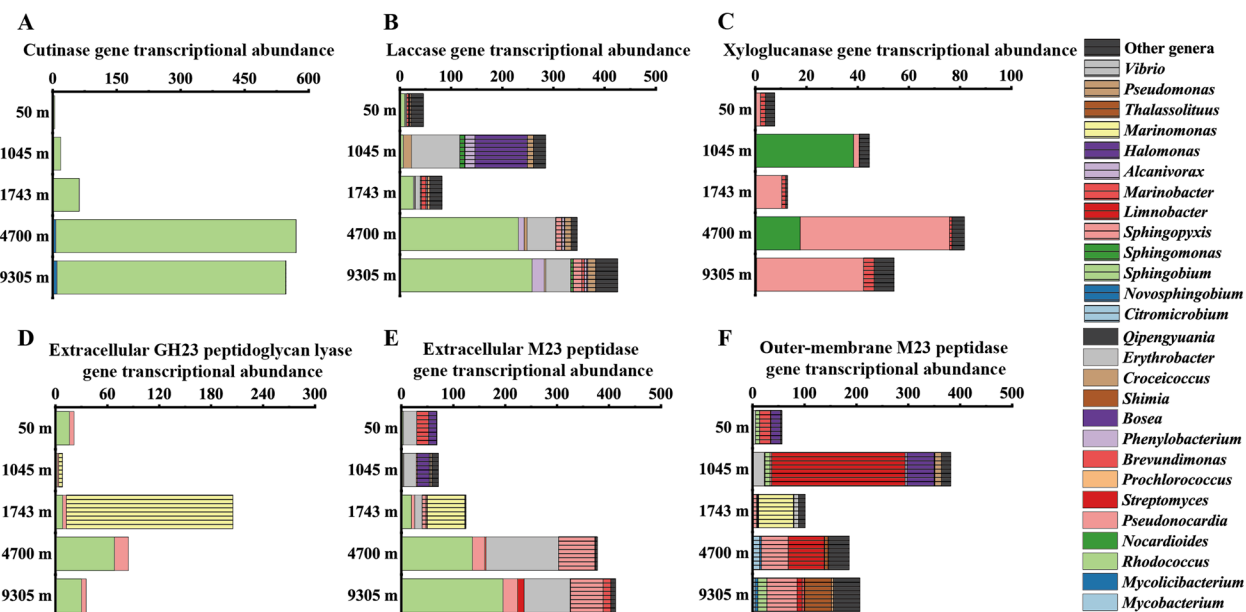 A
Cutinase gene transcriptional abundance
0 150 300 450 600
50 m
1045 m
1743 m
4700 m
9305 m
B
Laccase gene transcriptional abundance
0 100 200 300 400 500
50 m
1045 m
1743 m
4700 m
9305 m
C
Xyloglucanase gene transcriptional abundance
0 20 40 60 80 100
50 m
1045 m
1743 m
4700 m
9305 m
D
Extracellular GH23 peptidoglycan lyase
gene transcriptional abundance
0 60 120 180 240 300
50 m
1045 m
1743 m
4700 m
9305 m
E
Extracellular M23 peptidase
gene transcriptional abundance
0 100 200 300 400 500
50 m
1045 m
1743 m
4700 m
9305 m
F
Outer-membrane M23 peptidase
gene transcriptional abundance
0 100 200 300 400 500
50 m
1045 m
1743 m
4700 m
9305 m
Other genera
Vibrio
Pseudomonas
Thalassolituus
Marinomonas
Halomonas
Alcanivorax
Marinobacter
Limnobacter
Sphingopyxis
Sphingomonas
Sphingobium
Novosphingobium
Citromicrobium
Qipengyuania
Erythrobacter
Croceicoccus
Shimia
Bosea
Phenylobacterium
Brevundimonas
Prochlorococcus
Streptomyces
Pseudonocardia
Nocardioides
Rhodococcus
Mycolicibacterium
Mycobacterium